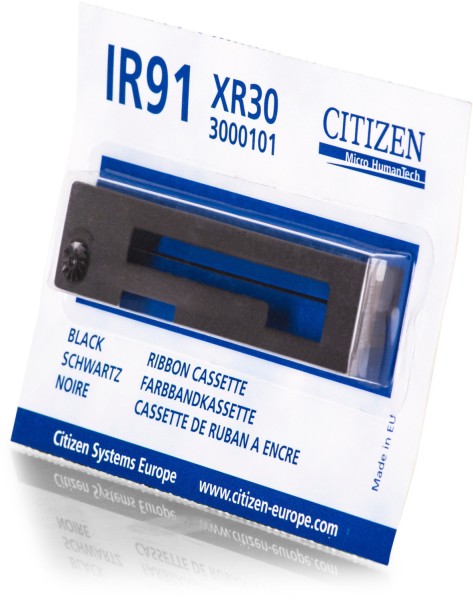 IR91 XR30
3000101
CITIZEN
Micro HumanTech
BLACK RIBBON CASSETTE
SCHWARTZ FARBBANDKASSETTE
NOIRE CASSETTE DE RUBAN A ENCRE
Made in EU
Citizen Systems Europe www.citizen-europe.com